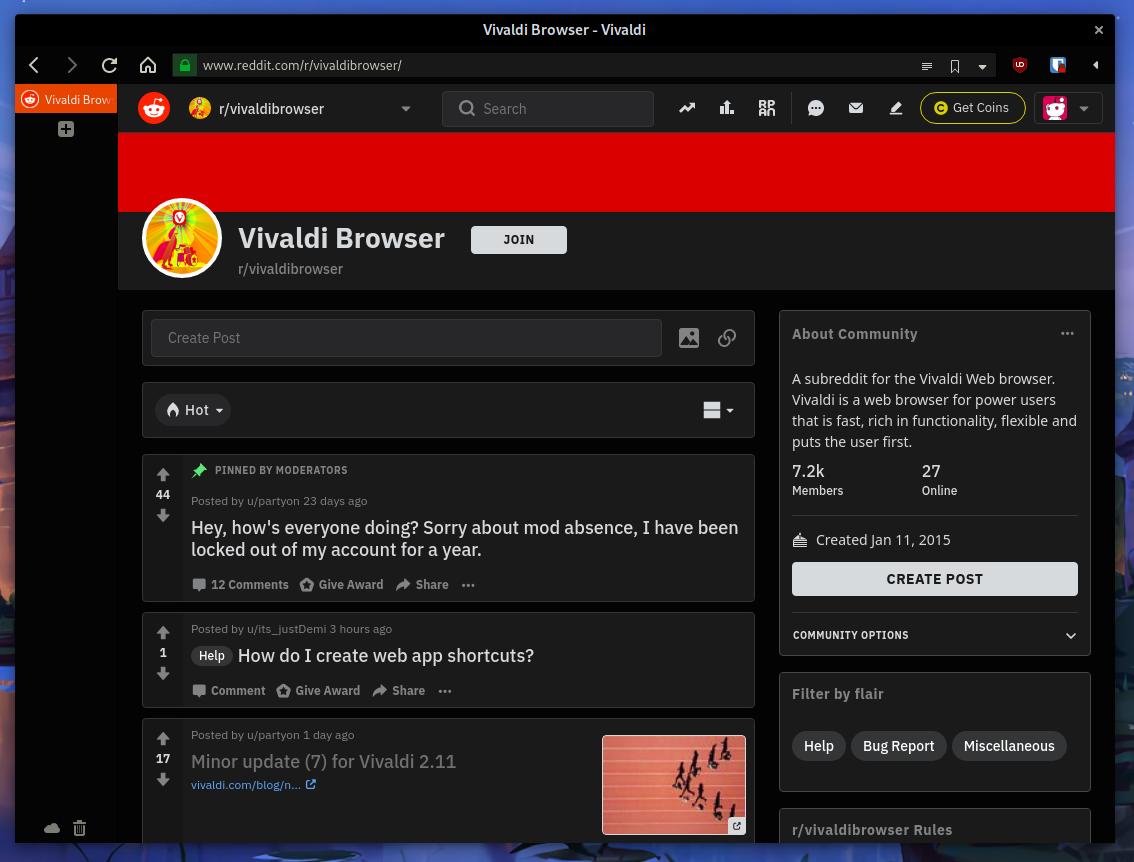 Vivaldi Browser - Vivaldi
www.reddit.com/r/vivaldibrowser/
Vivaldi Brow
r/vivaldibrowser
Search
Get Coins
Vivaldi Browser
JOIN
r/vivaldibrowser
Create Post
Hot
PINNED BY MODERATORS
44
Posted by u/partyon 23 days ago
Hey, how's everyone doing? Sorry about mod absence, I have been
locked out of my account for a year.
12 Comments Give Award Share
Posted by u/its_justDemi 3 hours ago
1
Help How do I create web app shortcuts?
Comment Give Award Share
Posted by u/partyon 1 day ago
17
Minor update (7) for Vivaldi 2.11
vivaldi.com/blog/n...
About Community
A subreddit for the Vivaldi Web browser.
Vivaldi is a web browser for power users
that is fast, rich in functionality, flexible and
puts the user first.
7.2k 27
Members Online
Created Jan 11, 2015
CREATE POST
COMMUNITY OPTIONS
Filter by flair
Help Bug Report Miscellaneous
r/vivaldibrowser Rules